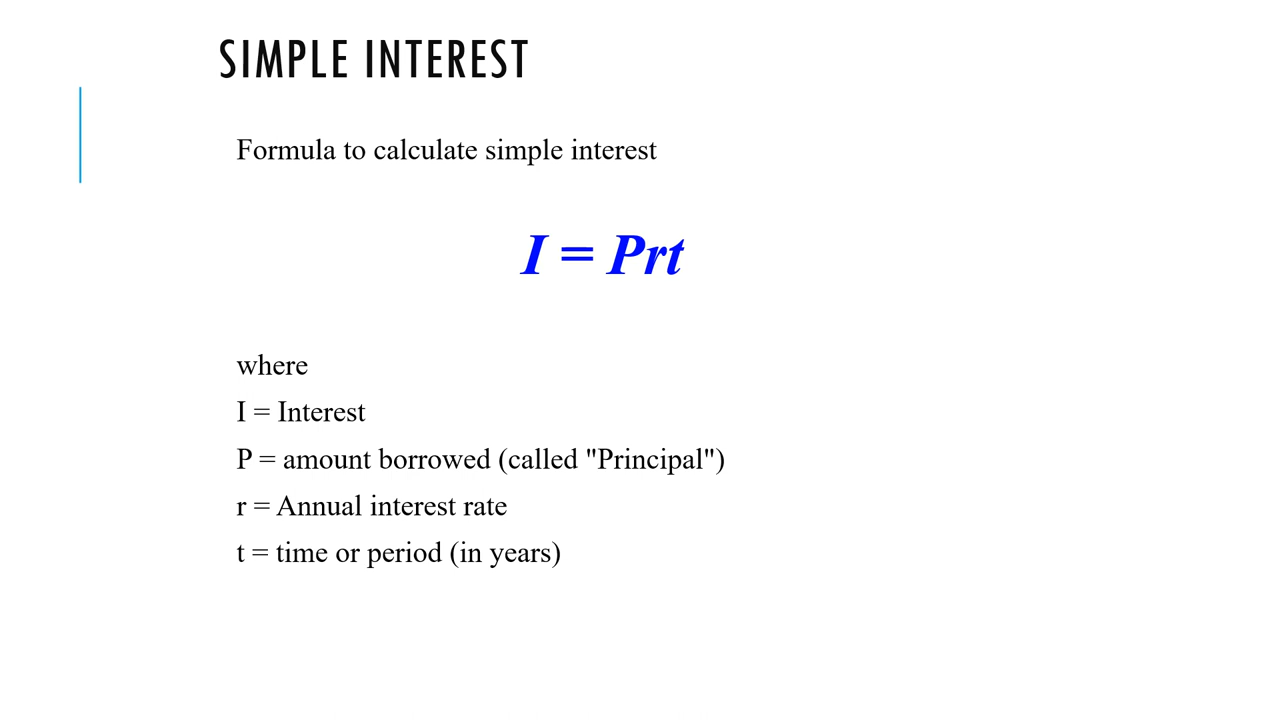 SIMPLE INTEREST
Formula to calculate simple interest
I = Prt
where
I = Interest
P = amount borrowed (called "Principal")
r = Annual interest rate
t = time or period (in years)